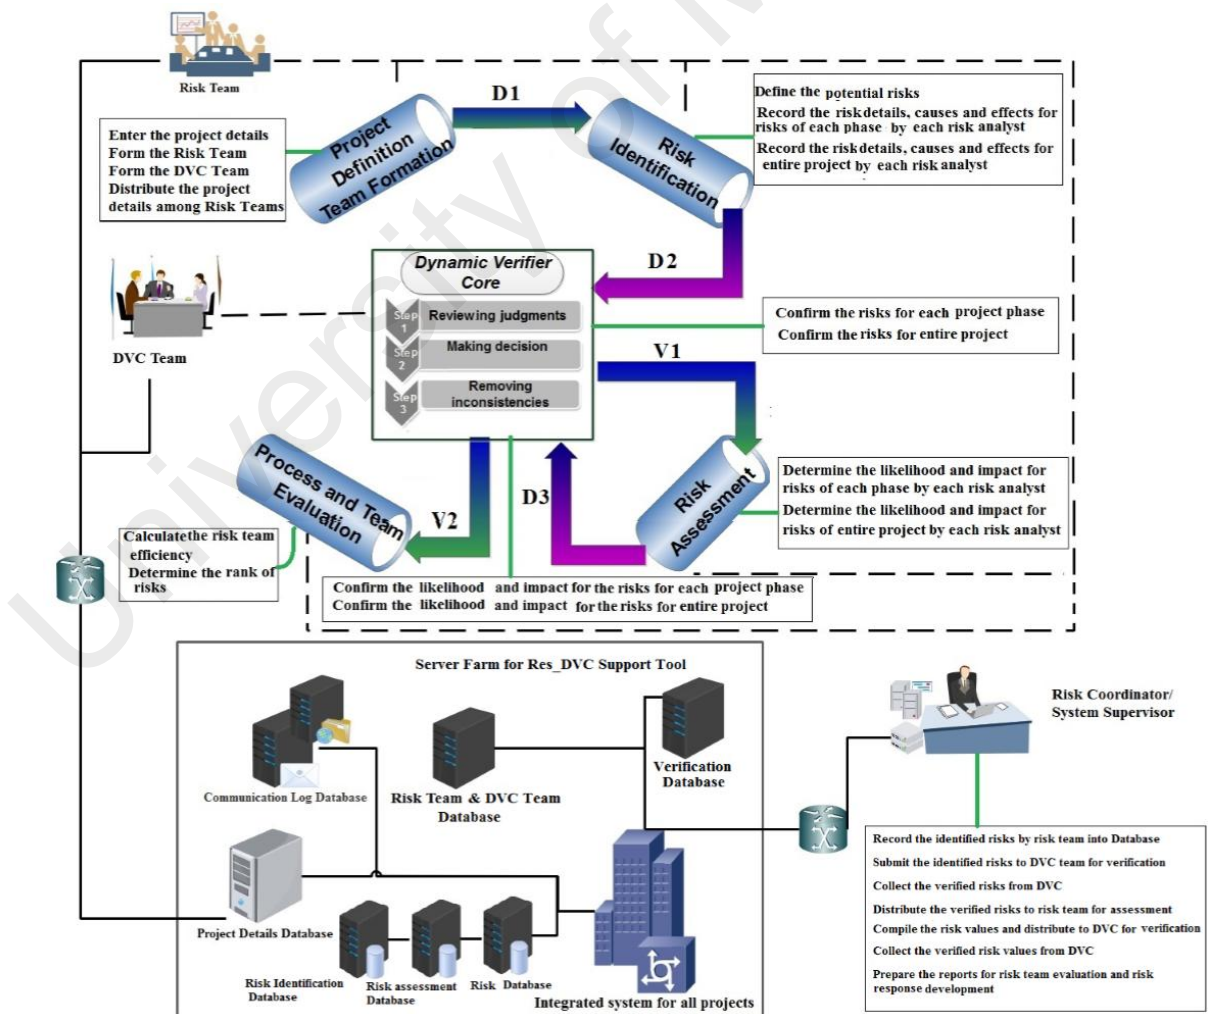 Risk Team
Enter the project details
Form the Risk Team
Form the DVC Team
Distribute the project
details among Risk Teams
Project
Definition
Team Formation
D1
Risk
Identification
Define the potential risks
Record the risk details, causes and effects for
risks of each phase by each risk analyst
Record the risk details, causes and effects for
entire project by each risk analyst
D2
Dynamic Verifier
Core
Step
1
Reviewing judgments
Step
2
Making decision
Step
3
Removing
inconsistencies
DVC Team
Confirm the risks for each project phase
Confirm the risks for entire project
V1
Risk
Assessment
Determine the likelihood and impact for
risks of each phase by each risk analyst
Determine the likelihood and impact for
risks of entire project by each risk analyst
D3
V2
Process and Team
Evaluation
Calculate the risk team
efficiency
Determine the rank of
risks
Confirm the likelihood and impact for the risks for each project phase
Confirm the likelihood and impact for the risks for entire project
Server Farm for Res_DVC Support Tool
Communication Log Database
Risk Team & DVC Team
Database
Verification
Database
Project Details Database
Risk Identification
Database
Risk assessment
Database
Risk Database
Integrated system for all projects
Risk Coordinator/
System Supervisor
Record the identified risks by risk team into Database
Submit the identified risks to DVC team for verification
Collect the verified risks from DVC
Distribute the verified risks to risk team for assessment
Compile the risk values and distribute to DVC for verification
Collect the verified risk values from DVC
Prepare the reports for risk team evaluation and risk
response development
University of